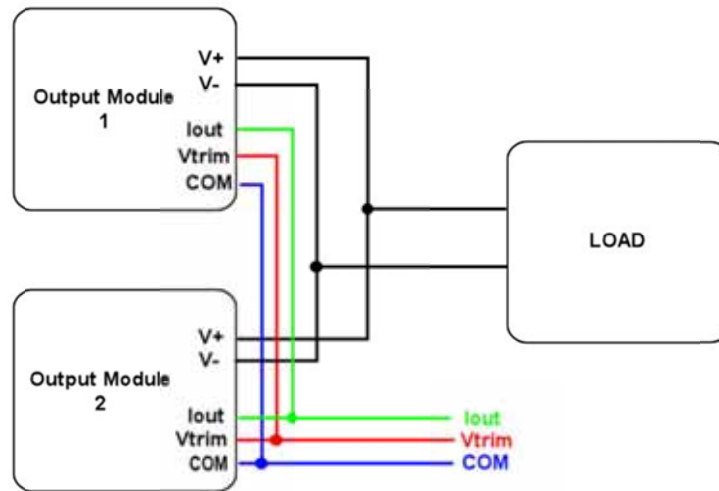 Output Module
1
V+
V-
Iout
Vtrim
COM
LOAD
Output Module
2
V+
V-
Iout
Vtrim
COM
Iout
Vtrim
COM